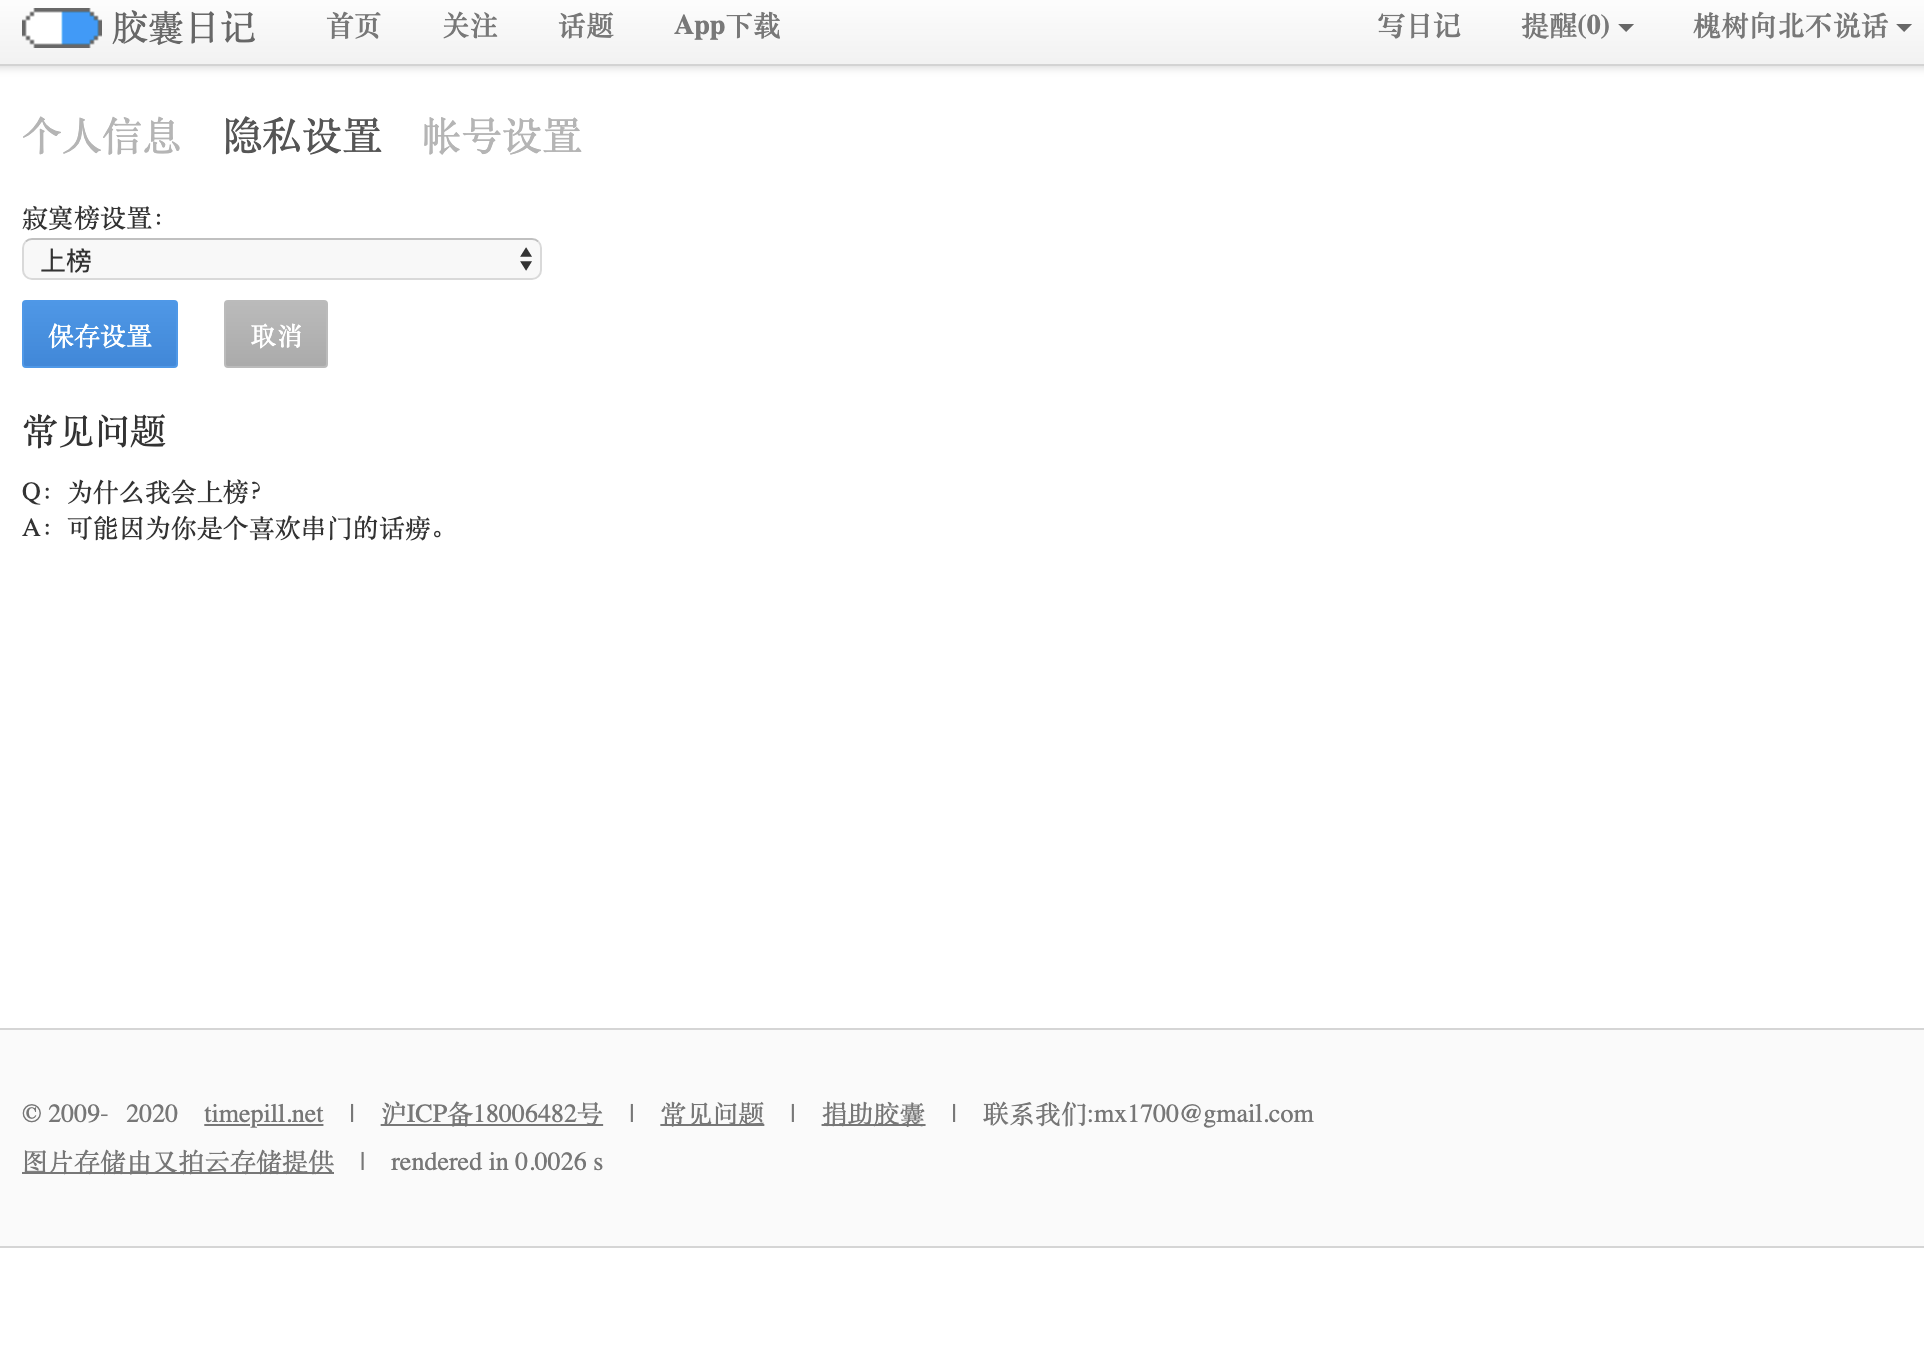 胶囊日记 首页 关注 话题 App下载 写日记 提醒(0) 槐树向北不说话
个人信息 隐私设置 帐号设置
寂寞榜设置：
上榜
保存设置 取消
常见问题
Q：为什么我会上榜？
A：可能因为你是个喜欢串门的话痨。
© 2009- 2020 timepill.net | 沪ICP备18006482号 | 常见问题 | 捐助胶囊 | 联系我们:mx1700@gmail.com
图片存储由又拍云存储提供 | rendered in 0.0026 s